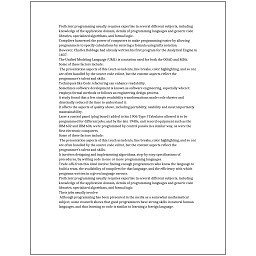 Proficient programming usually requires expertise in several different subjects, including
knowledge of the application domain, details of programming languages and generic code
libraries, specialized algorithms, and formal logic.
Compilers harnessed the power of computers to make programming easier by allowing
programmers to specify calculations by entering a formula using infix notation.
However, Charles Babbage had already written his first program for the Analytical Engine in
1837.
The Unified Modeling Language (UML) is a notation used for both the OOAD and MDA.
Some of these factors include:
The presentation aspects of this (such as indents, line breaks, color highlighting, and so on)
are often handled by the source code editor, but the content aspects reflect the
programmer's talent and skills.
Techniques like Code refactoring can enhance readability.
Sometimes software development is known as software engineering, especially when it
employs formal methods or follows an engineering design process.
A study found that a few simple readability transformations made code shorter and
drastically reduced the time to understand it.
It affects the aspects of quality above, including portability, usability and most importantly
maintainability.
Later a control panel (plug board) added to his 1906 Type I Tabulator allowed it to be
programmed for different jobs, and by the late 1940s, unit record equipment such as the
IBM 602 and IBM 604, were programmed by control panels in a similar way, as were the
first electronic computers.
Some of these factors include:
The presentation aspects of this (such as indents, line breaks, color highlighting, and so on)
are often handled by the source code editor, but the content aspects reflect the
programmer's talent and skills.
It involves designing and implementing algorithms, step-by-step specifications of
procedures, by writing code in one or more programming languages.
Trade-offs from this ideal involve finding enough programmers who know the language to
build a team, the availability of compilers for that language, and the efficiency with which
programs written in a given language execute.
Proficient programming usually requires expertise in several different subjects, including
knowledge of the application domain, details of programming languages and generic code
libraries, specialized algorithms, and formal logic.
Their jobs usually involve:
Although programming has been presented in the media as a somewhat mathematical
subject, some research shows that good programmers have strong skills in natural human
languages, and that learning to code is similar to learning a foreign language.